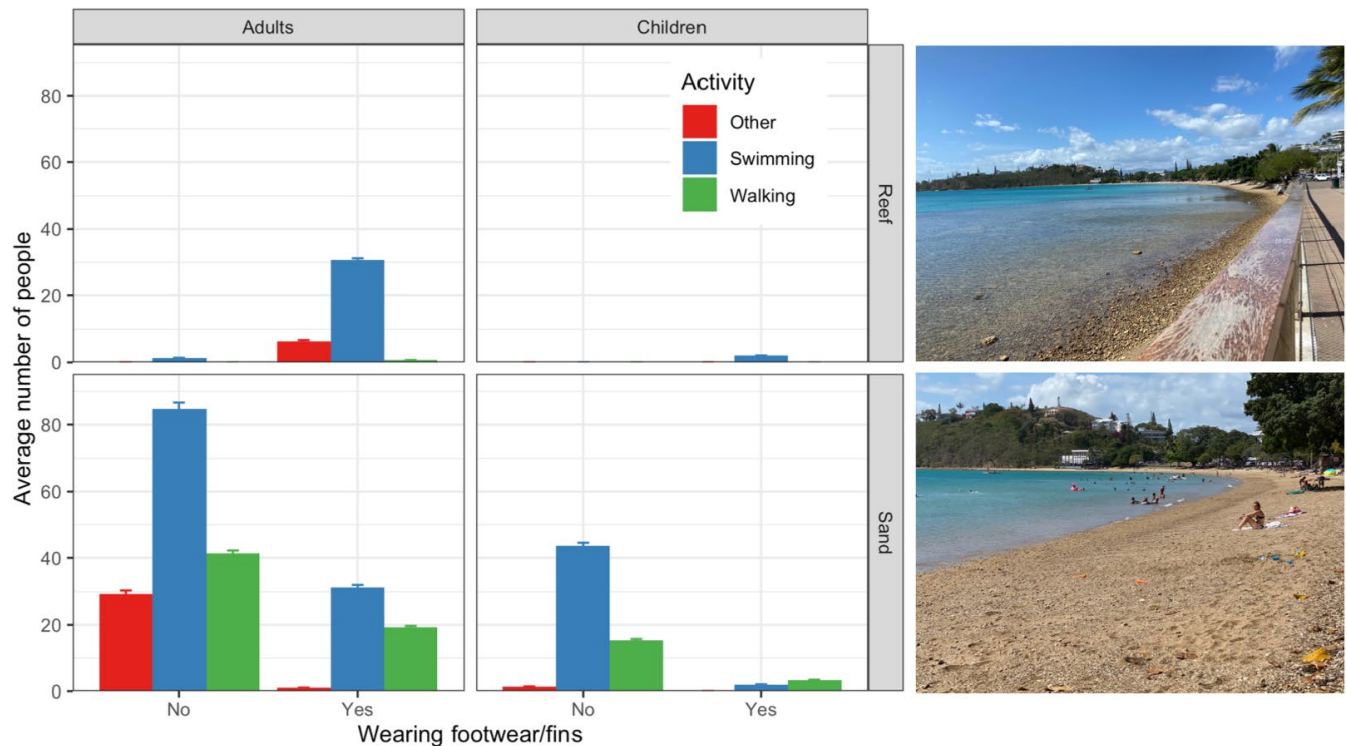 Adults
Children
Activity
Other
Swimming
Walking
80
60
40
20
0
Reef
80
60
40
20
0
Sand
Average number of people
No
Yes
No
Yes
Wearing footwear/fins